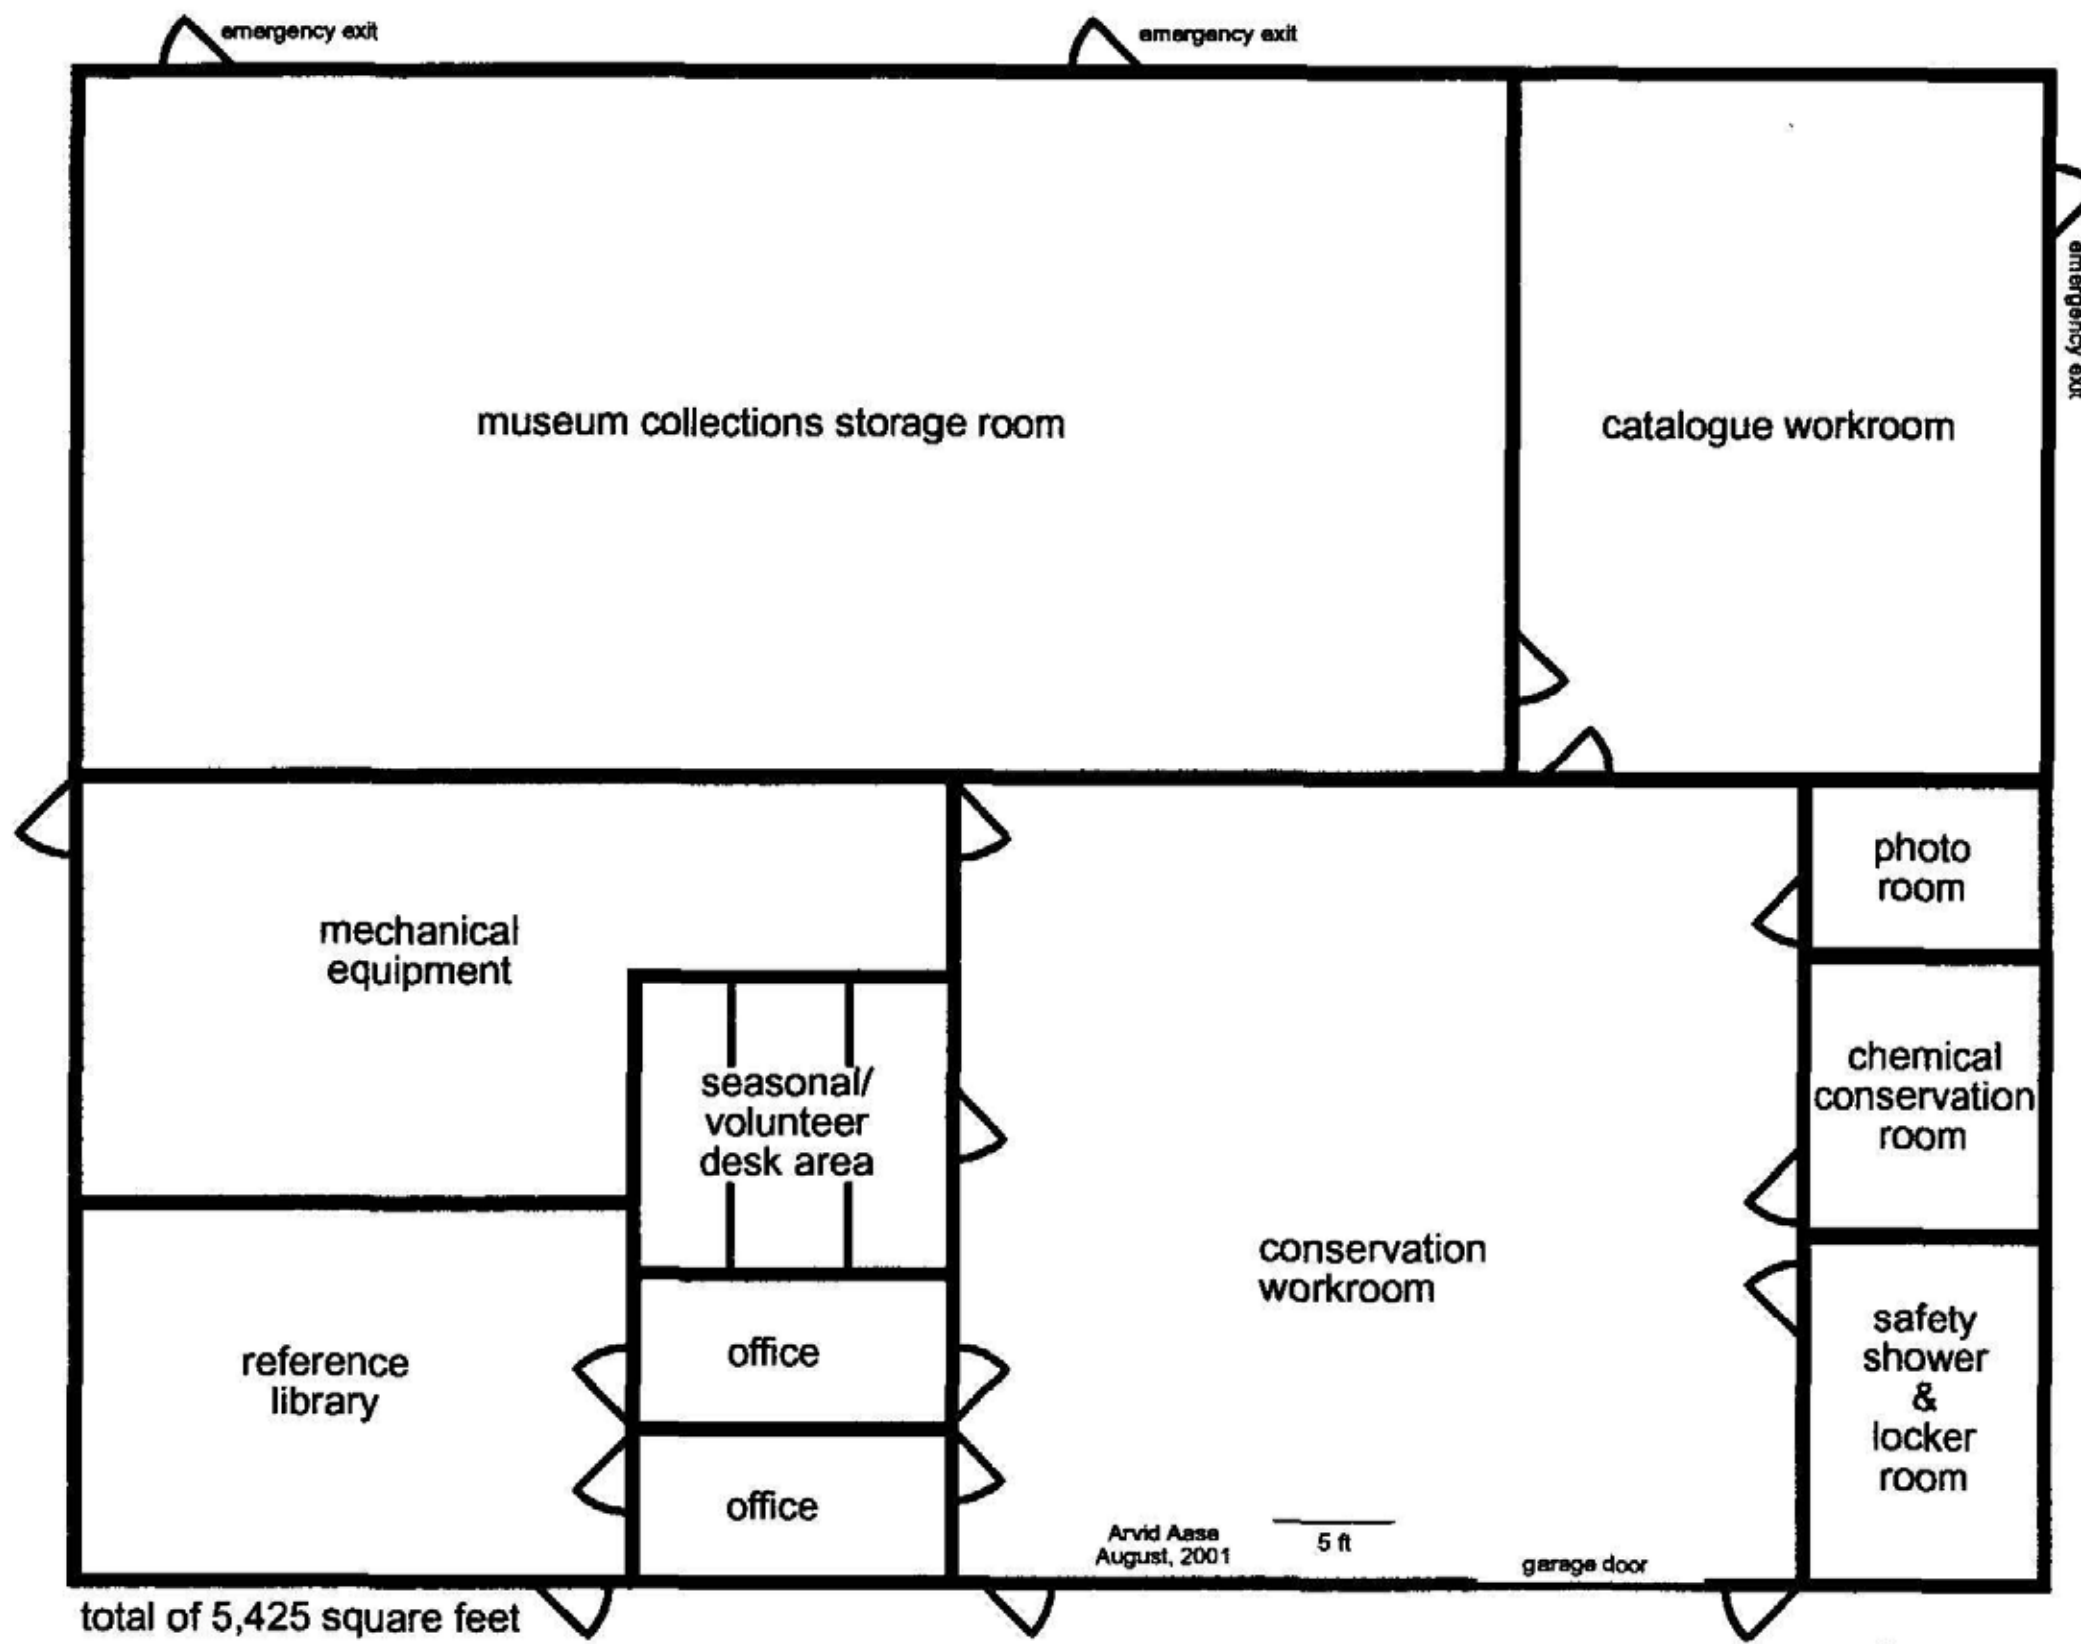 emergency exit
emergency exit
emergency exit
museum collections storage room
catalogue workroom
mechanical
equipment
photo
room
seasonal/
volunteer
desk area
chemical
conservation
room
conservation
workroom
safety
shower
&
locker
room
reference
library
office
office
Arvid Aase
August, 2001
5 ft
garage door
total of 5,425 square feet